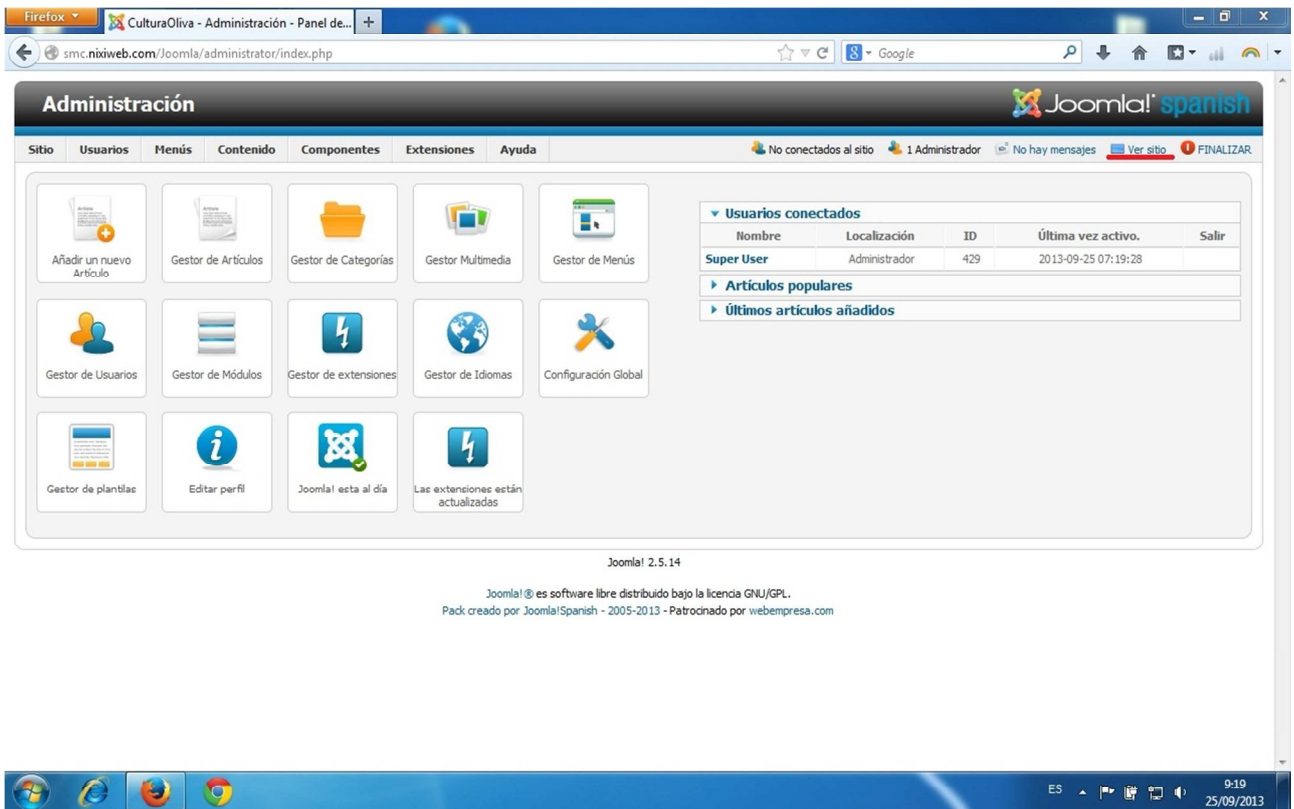 Firefox
CulturaOliva - Administración - Panel de...
smc.nixiweb.com/Joomla/administrator/index.php
Google
Administración
Joomla! spanish
Sitio Usuarios Menús Contenido Componentes Extensiones Ayuda
No conectados al sitio 1 Administrador No hay mensajes Ver sitio FINALIZAR
Añadir un nuevo
Artículo
Gestor de Artículos
Gestor de Categorías
Gestor Multimedia
Gestor de Menús
Gestor de Usuarios
Gestor de Módulos
Gestor de extensiones
Gestor de Idiomas
Configuración Global
Gestor de plantilas
Editar perfil
Joomla! esta al día
Las extensiones están
actualizadas
Usuarios conectados
Nombre Localización ID Última vez activo. Salir
Super User Administrador 429 2013-09-25 07:19:28
Artículos populares
Últimos artículos añadidos
Joomla! 2.5.14
Joomla! ® es software libre distribuido bajo la licencia GNU/GPL.
Pack creado por Joomla!Spanish - 2005-2013 - Patrocinado por webempresa.com
ES
9:19
25/09/2013